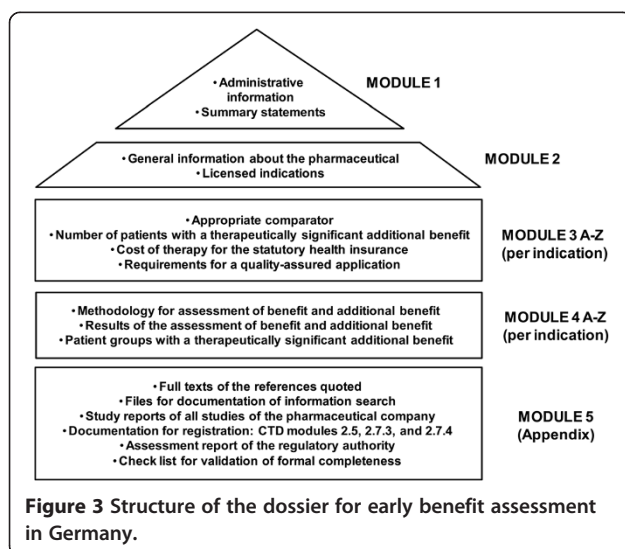 • Administrative
information
• Summary statements
MODULE 1
• General information about the pharmaceutical
• Licensed indications
MODULE 2
• Appropriate comparator
• Number of patients with a therapeutically significant additional benefit
• Cost of therapy for the statutory health insurance
• Requirements for a quality-assured application
MODULE 3 A-Z
(per indication)
• Methodology for assessment of benefit and additional benefit
• Results of the assessment of benefit and additional benefit
• Patient groups with a therapeutically significant additional benefit
MODULE 4 A-Z
(per indication)
• Full texts of the references quoted
• Files for documentation of information search
• Study reports of all studies of the pharmaceutical company
• Documentation for registration: CTD modules 2.5, 2.7.3, and 2.7.4
• Assessment report of the regulatory authority
• Check list for validation of formal completeness
MODULE 5
(Appendix)
Figure 3 Structure of the dossier for early benefit assessment
in Germany.